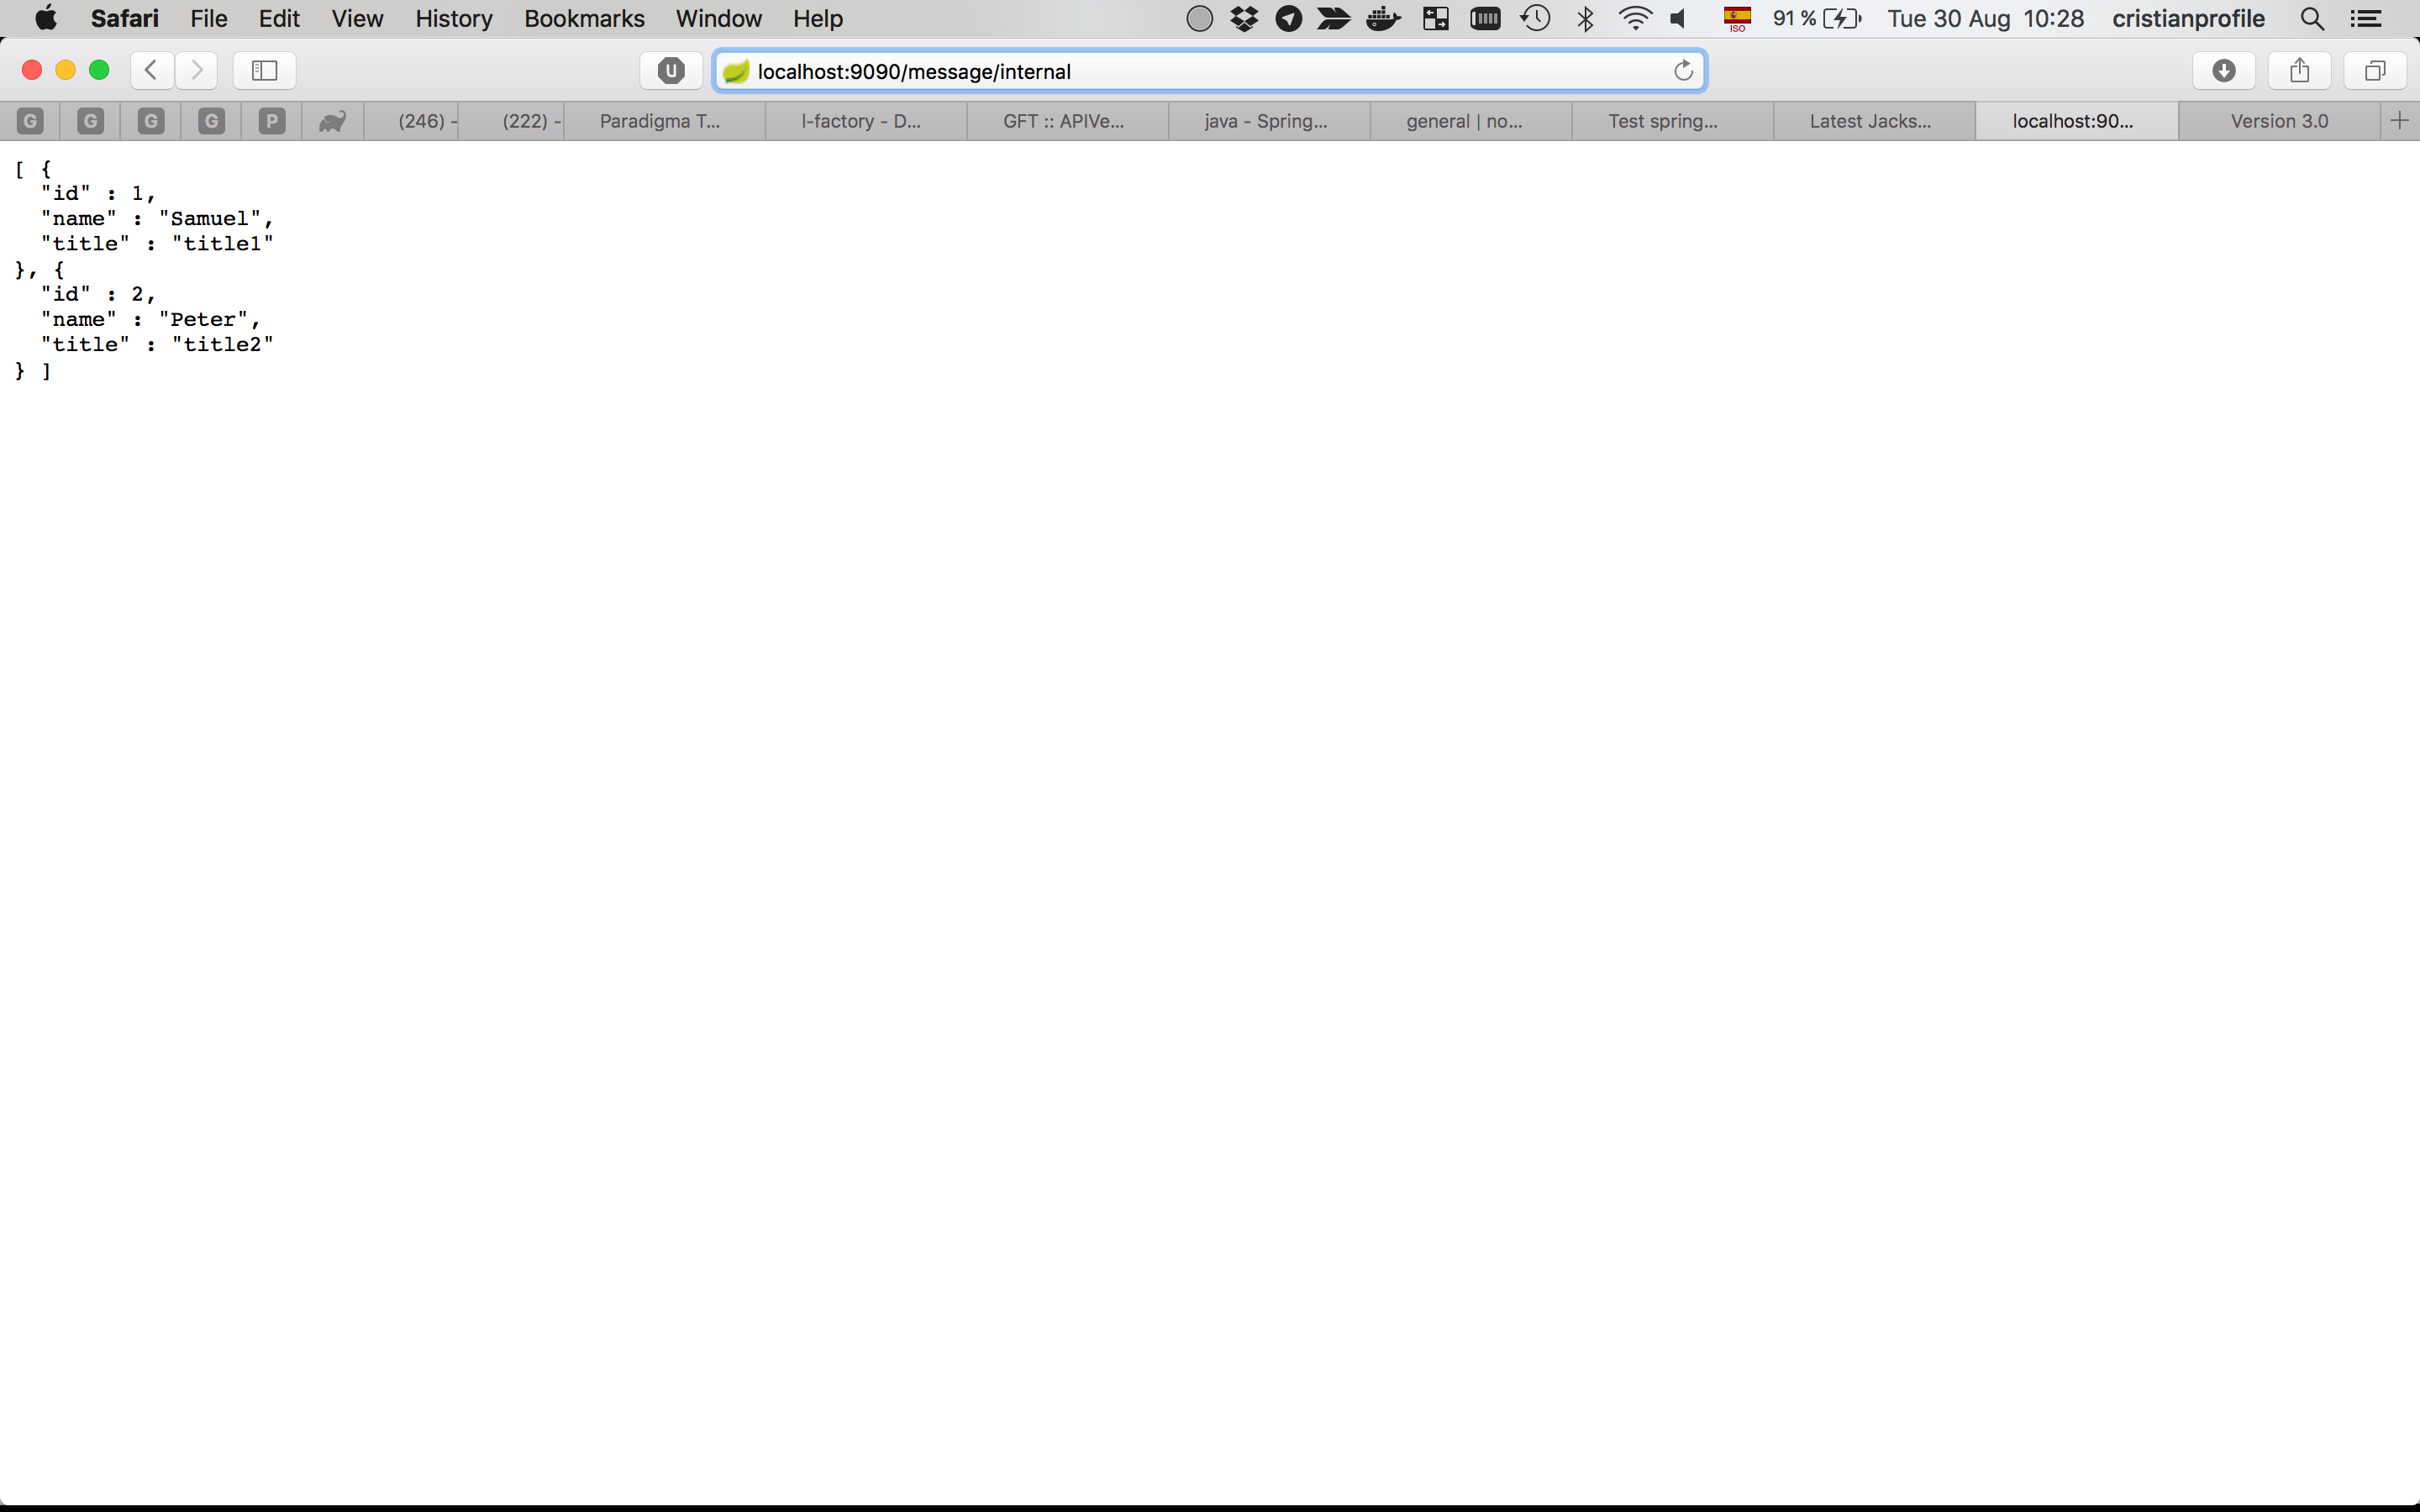 Safari File Edit View History Bookmarks Window Help ISO 91 % Tue 30 Aug 10:28 cristianprofile
U localhost:9090/message/internal
G G G G P (246) - (222) - Paradigma T... I-factory - D... GFT :: APIVe... java - Spring... general | no... Test spring... Latest Jacks... localhost:90... Version 3.0
[ {
"id" : 1,
"name" : "Samuel",
"title" : "title1"
}, {
"id" : 2,
"name" : "Peter",
"title" : "title2"
} ]